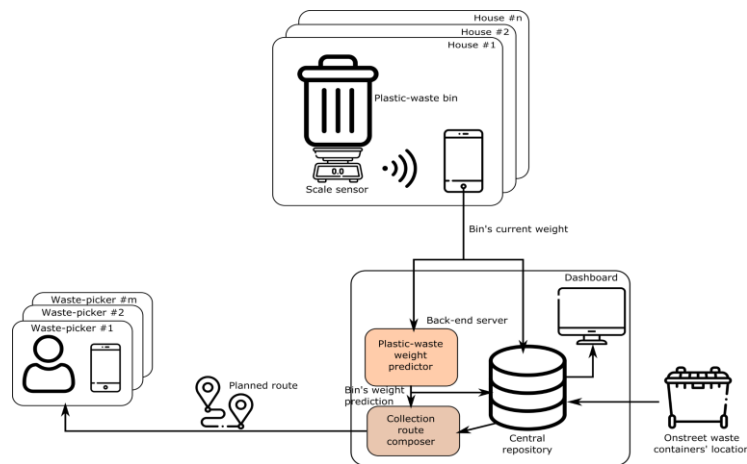 House #n
House #2
House #1
Plastic-waste bin
0.0
Scale sensor
Bin's current weight
Dashboard
Back-end server
Waste-picker #m
Waste-picker #2
Waste-picker #1
Plastic-waste
weight
predictor
Planned route
Bin's weight
prediction
Collection
route
composer
Central
repository
Onstreet waste
containers' location